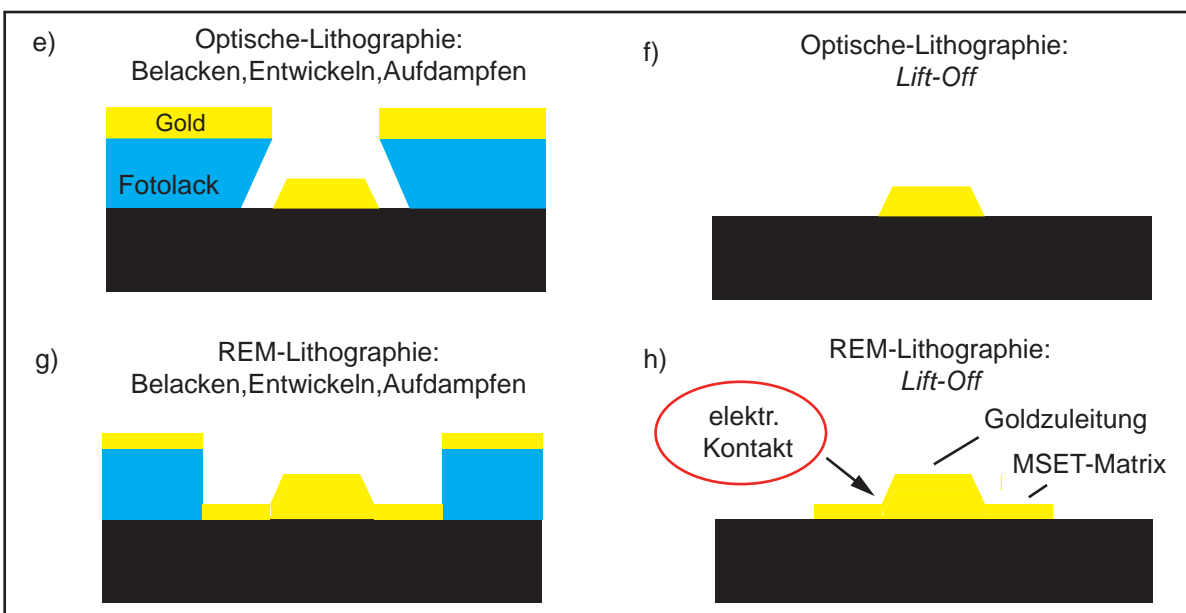 e)
Optische-Lithographie:
Belacken,Entwickeln,Aufdampfen
Gold
Fotolack
f)
Optische-Lithographie:
Lift-Off
g)
REM-Lithographie:
Belacken,Entwickeln,Aufdampfen
h)
REM-Lithographie:
Lift-Off
elektr.
Kontakt
Goldzuleitung
MSET-Matrix